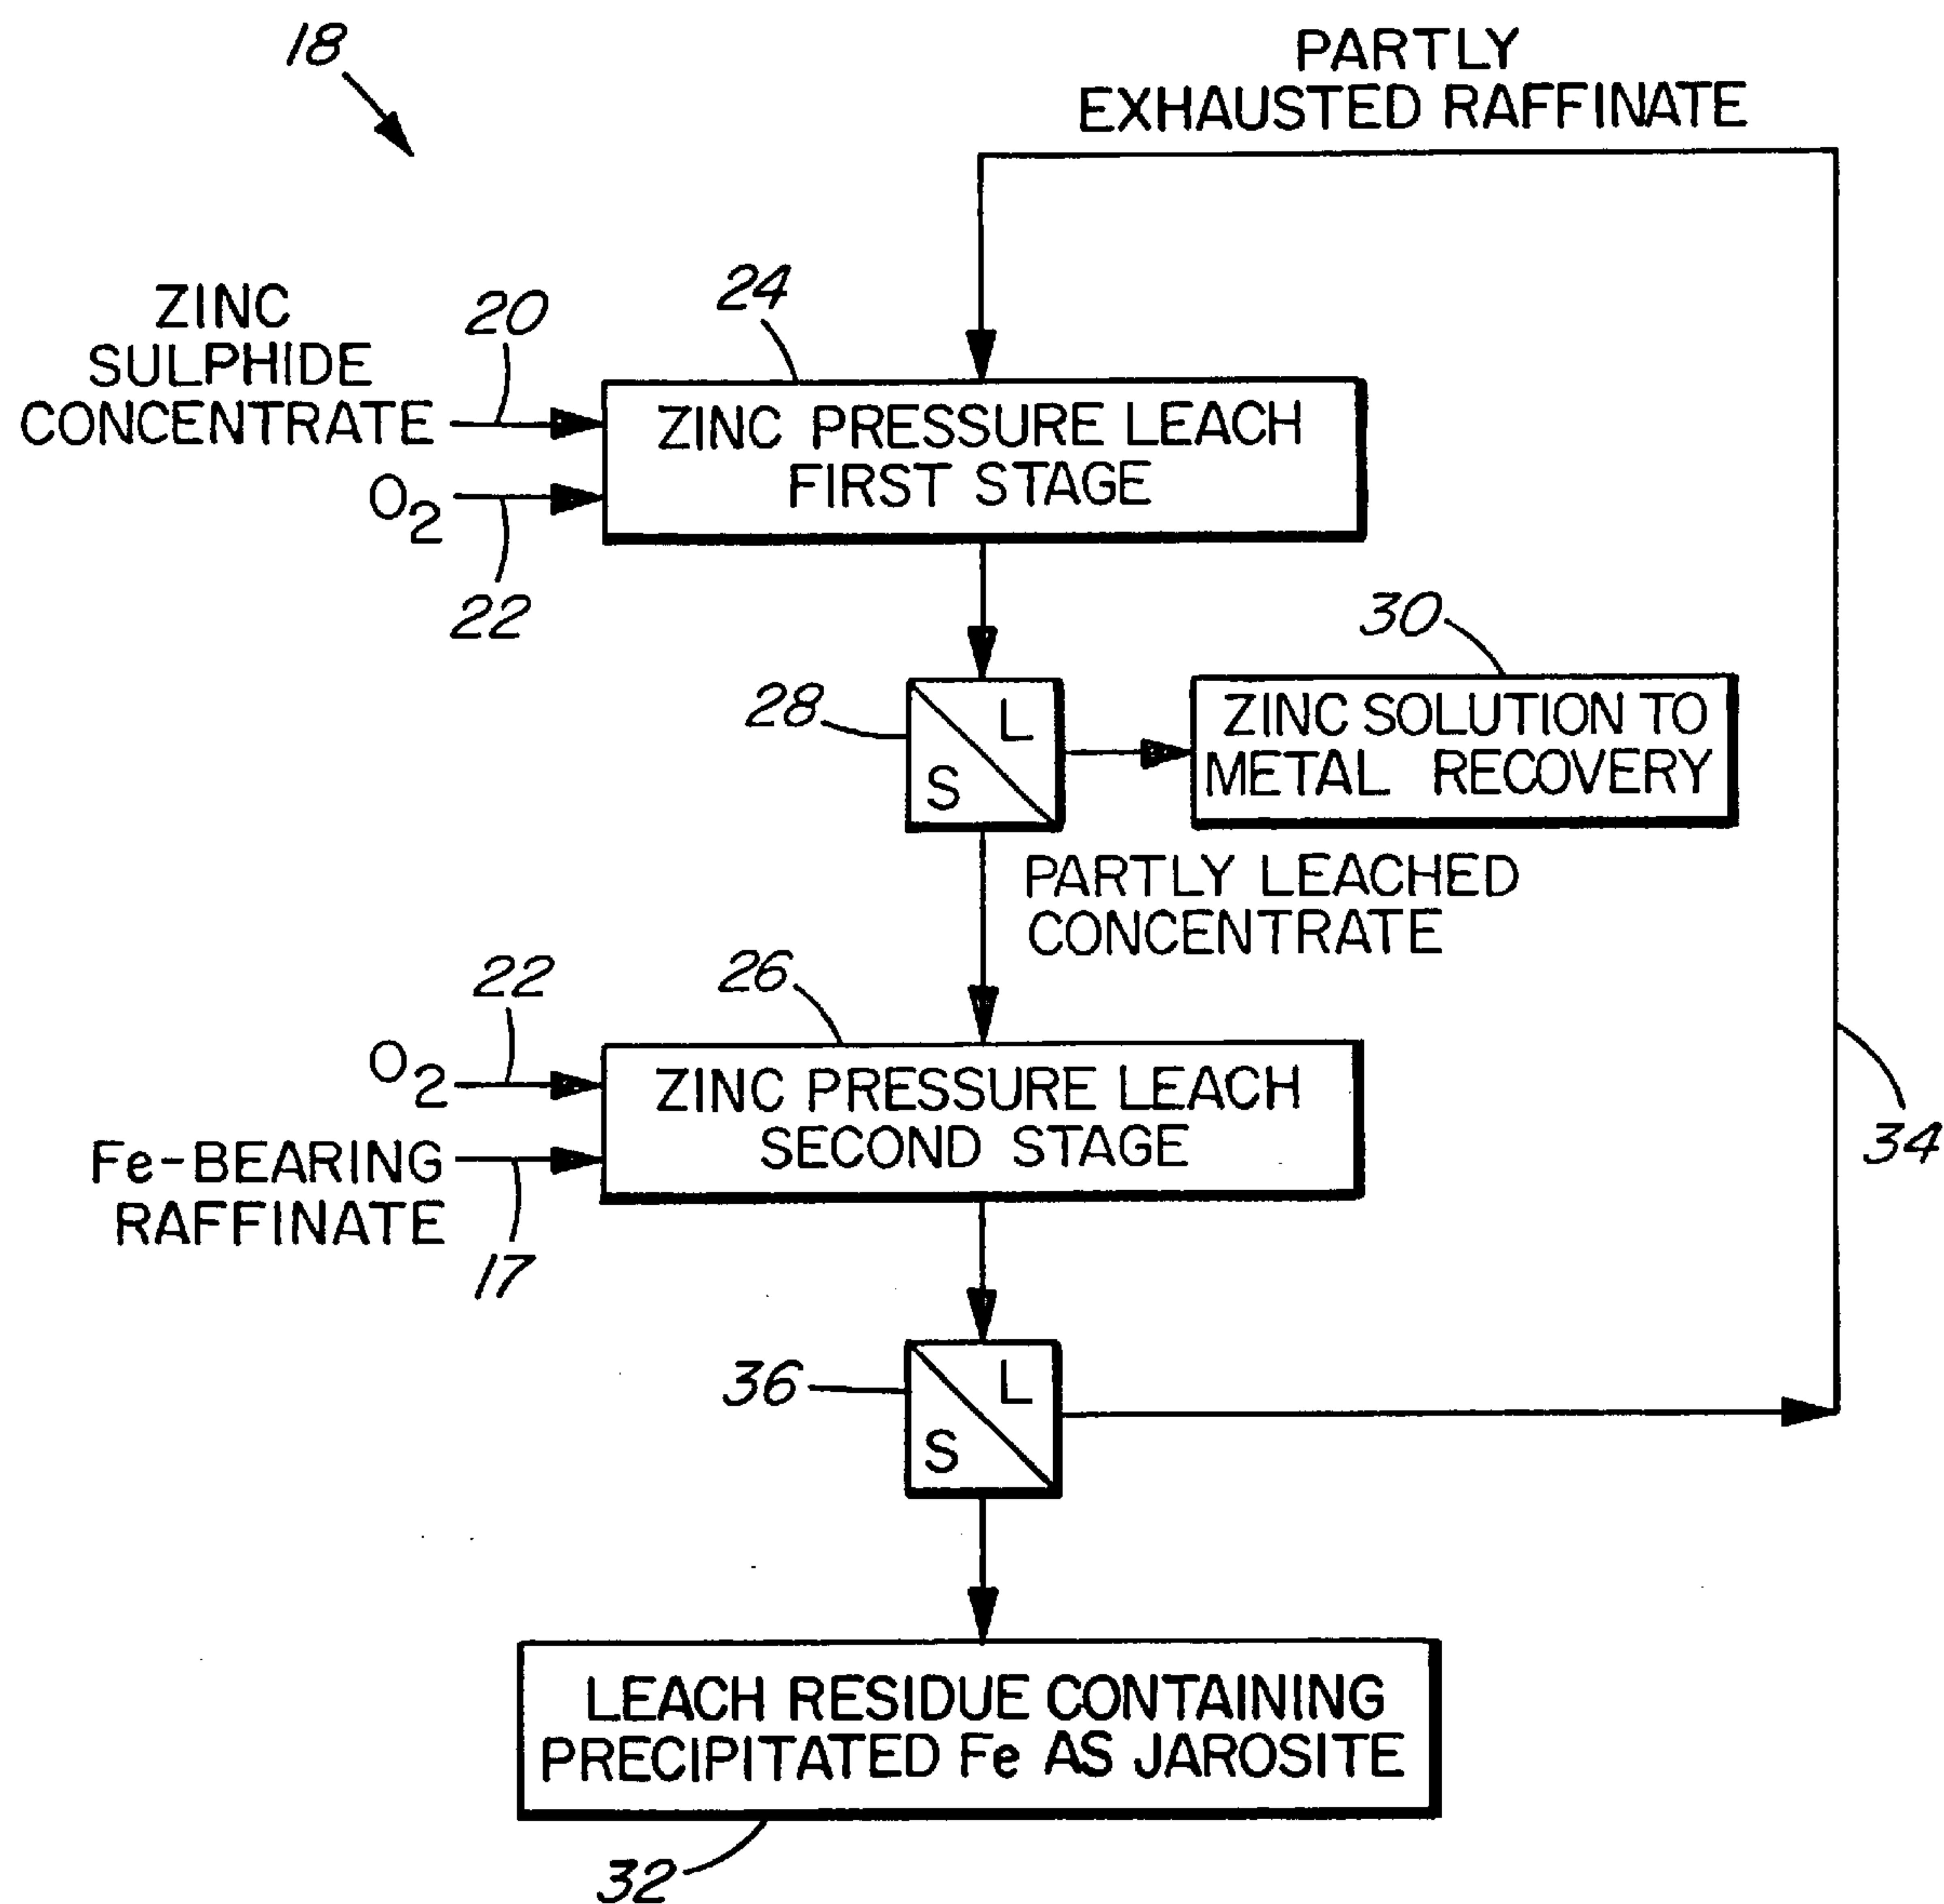 18
PARTLY
EXHAUSTED RAFFINATE
ZINC
SULPHIDE
CONCENTRATE
20
O2
22
24
ZINC PRESSURE LEACH
FIRST STAGE
28
L
S
30
ZINC SOLUTION TO
METAL RECOVERY
PARTLY LEACHED
CONCENTRATE
22
O2
26
Fe-BEARING
RAFFINATE
17
ZINC PRESSURE LEACH
SECOND STAGE
34
36
L
S
LEACH RESIDUE CONTAINING
PRECIPITATED Fe AS JAROSITE
32